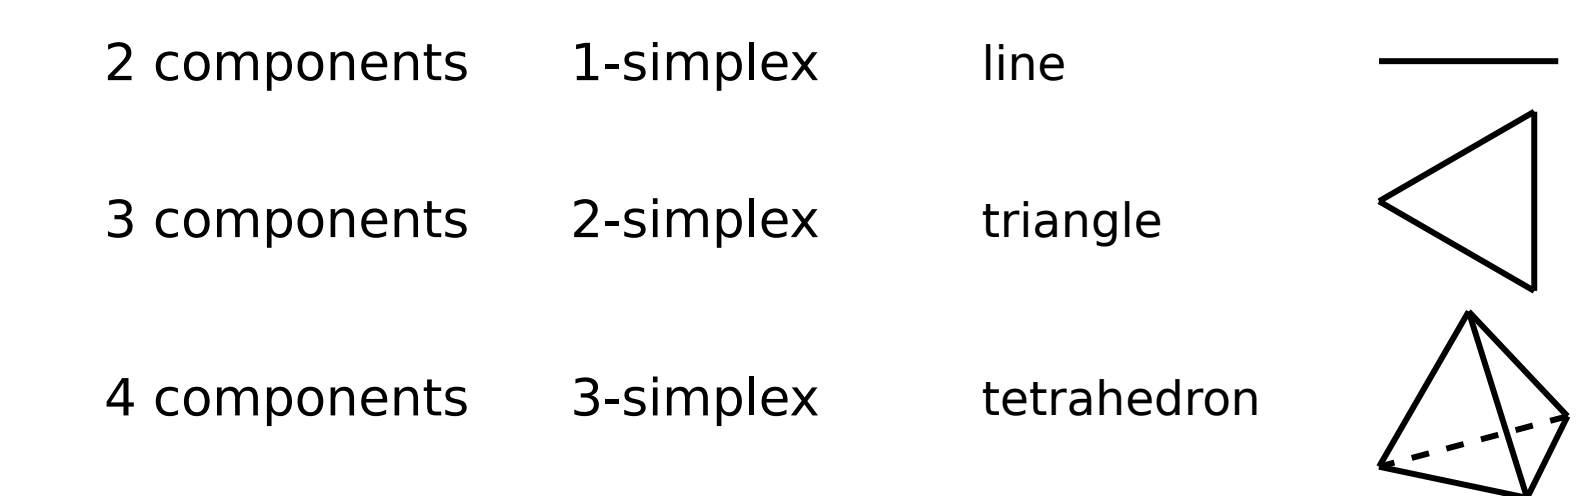 2 components 1-simplex line
3 components 2-simplex triangle
4 components 3-simplex tetrahedron